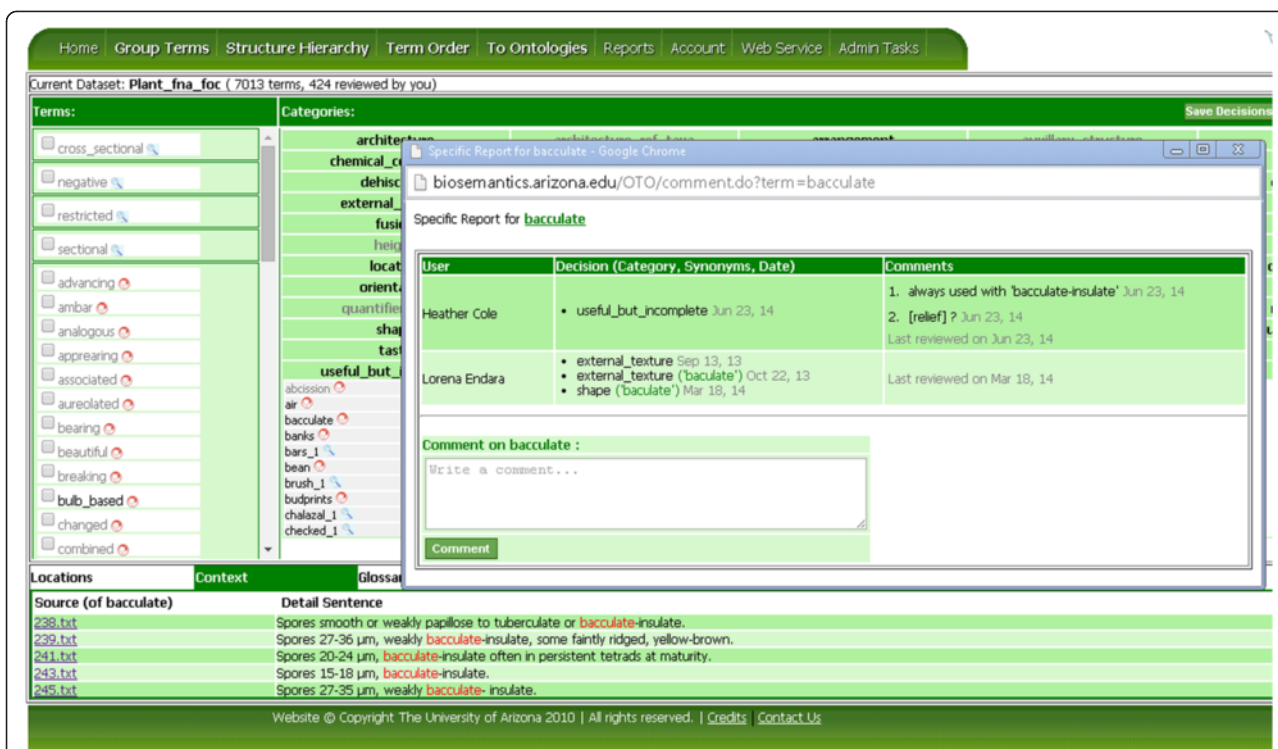 Home Group Terms Structure Hierarchy Term Order To Ontologies Reports Account Web Service Admin Tasks
Current Dataset: Plant_fna_foc ( 7013 terms, 424 reviewed by you)
Terms:
Categories:
Save Decisions
cross_sectional
negative
restricted
sectional
advancing
ambar
analogous
apprearing
associated
aureolated
bearing
beautiful
breaking
bulb_based
changed
combined
architecture
arrangement
chemical_c
dehisc
external_
fusi
heig
locat
orient
quantifie
sha
tast
useful_but_i
abcission
air
bacculate
banks
bars_1
bean
brush_1
budprints
chalazal_1
checked_1
Specific Report for bacculate - Google Chrome
biosemantics.arizona.edu/OTO/comment.do?term=bacculate
Specific Report for bacculate
User Decision (Category, Synonyms, Date) Comments
Heather Cole
• useful_but_incomplete Jun 23, 14
1. always used with 'bacculate-insulate' Jun 23, 14
2. [relief] ? Jun 23, 14
Last reviewed on Jun 23, 14
Lorena Endara
• external_texture Sep 13, 13
• external_texture ('baculate') Oct 22, 13
• shape ('baculate') Mar 18, 14
Last reviewed on Mar 18, 14
Comment on bacculate :
Write a comment...
Comment
Locations Context Glossa
Source (of bacculate) Detail Sentence
238.txt Spores smooth or weakly papillose to tuberculate or bacculate-insulate.
239.txt Spores 27-36 μm, weakly bacculate-insulate, some faintly ridged, yellow-brown.
241.txt Spores 20-24 μm, bacculate-insulate often in persistent tetrads at maturity.
243.txt Spores 15-18 μm, bacculate-insulate.
245.txt Spores 27-35 μm, weakly bacculate- insulate.
Website © Copyright The University of Arizona 2010 | All rights reserved. | Credits | Contact Us